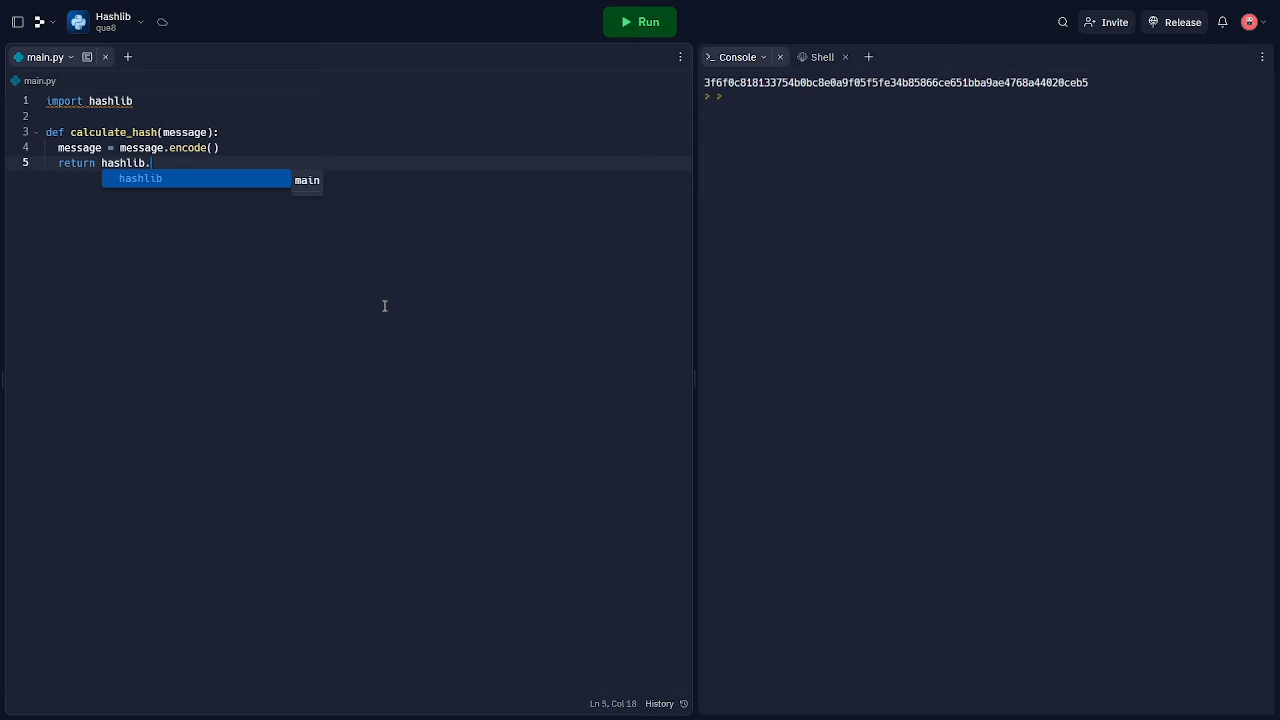 Hashlib
que8
Run
Invite
Release
main.py
main.py
1 import hashlib
2
3 def calculate_hash(message):
4 message = message.encode()
5 return hashlib.
hashlib
main
Ln 5, Col 18 History
>_ Console
Shell
3f6f0c818133754b0bc8e0a9f05f5fe34b85866ce651bba9ae4768a44020ceb5
> >